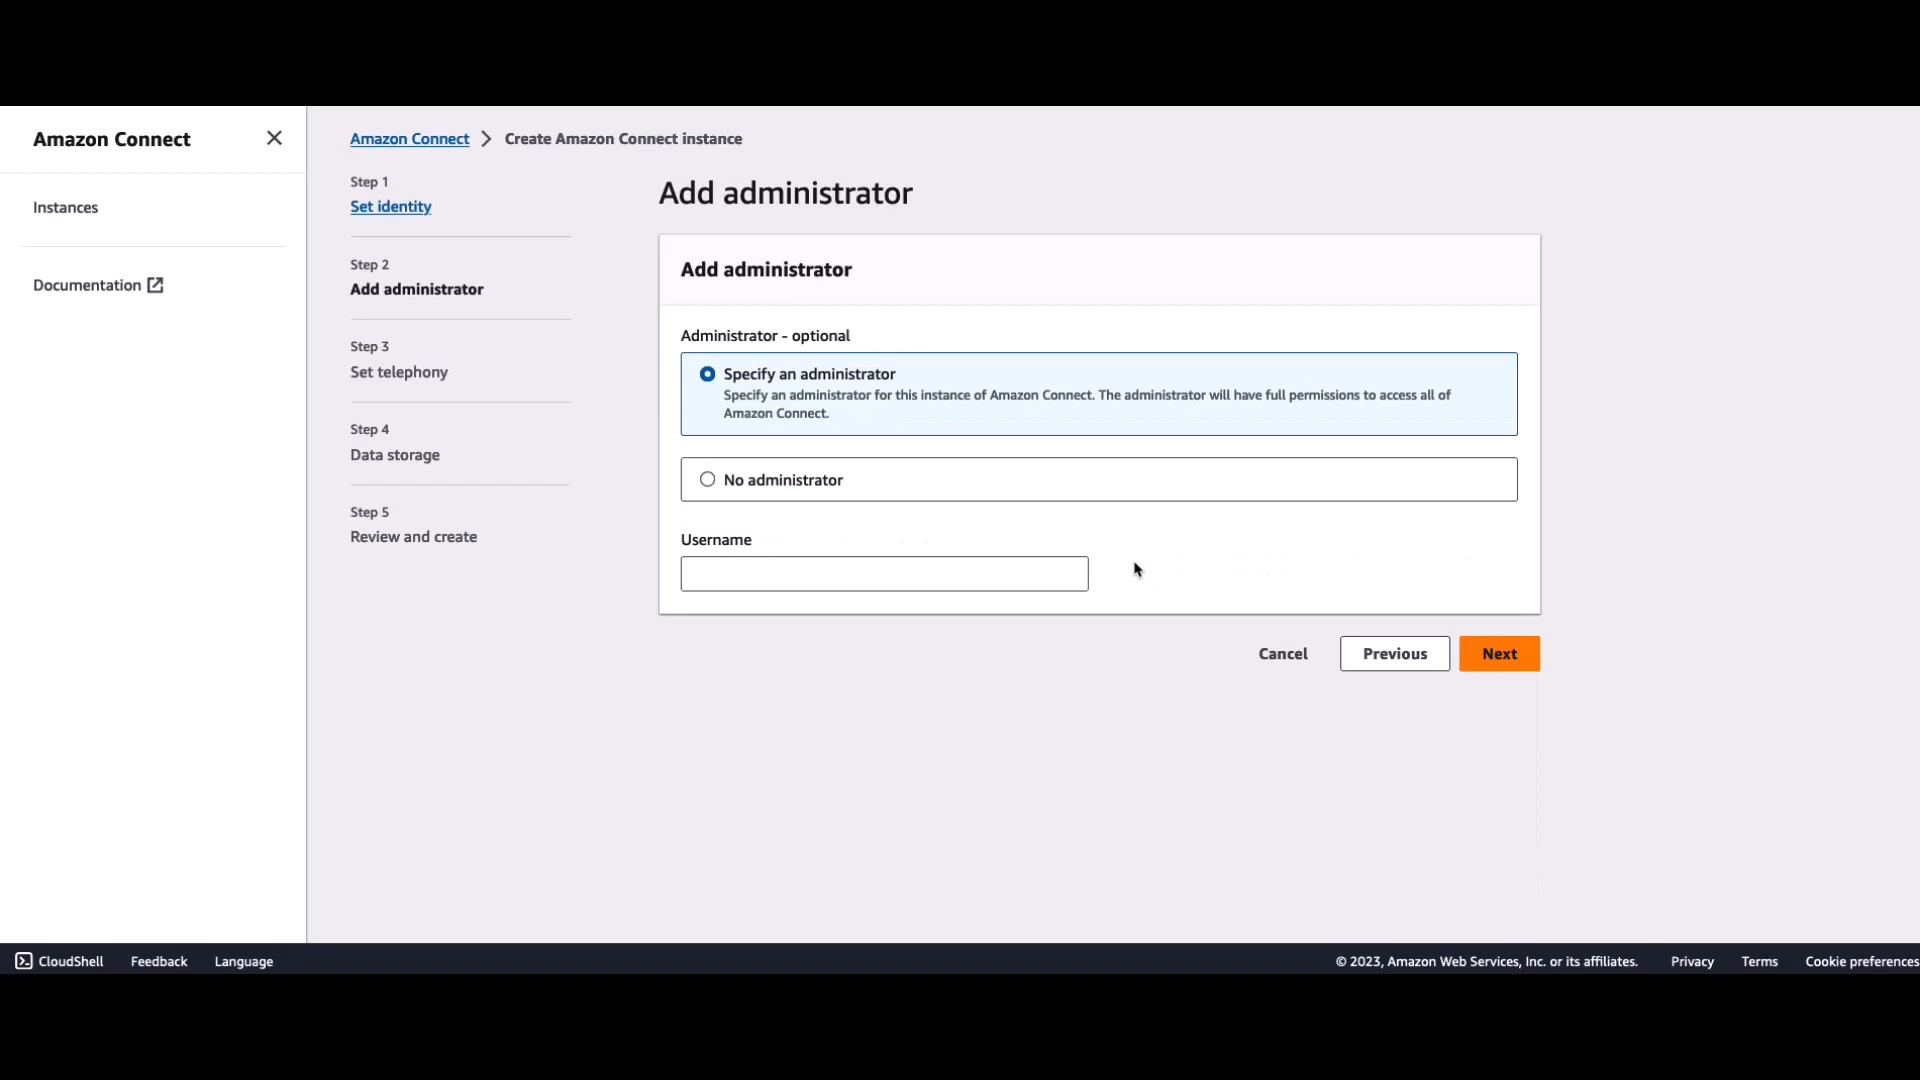 Amazon Connect
Instances
Documentation
Amazon Connect > Create Amazon Connect instance
Step 1
Set identity
Step 2
Add administrator
Step 3
Set telephony
Step 4
Data storage
Step 5
Review and create
Add administrator
Add administrator
Administrator - optional
Specify an administrator
Specify an administrator for this instance of Amazon Connect. The administrator will have full permissions to access all of
Amazon Connect.
No administrator
Username
Cancel
Previous
Next
CloudShell
Feedback
Language
© 2023, Amazon Web Services, Inc. or its affiliates.
Privacy
Terms
Cookie preferences